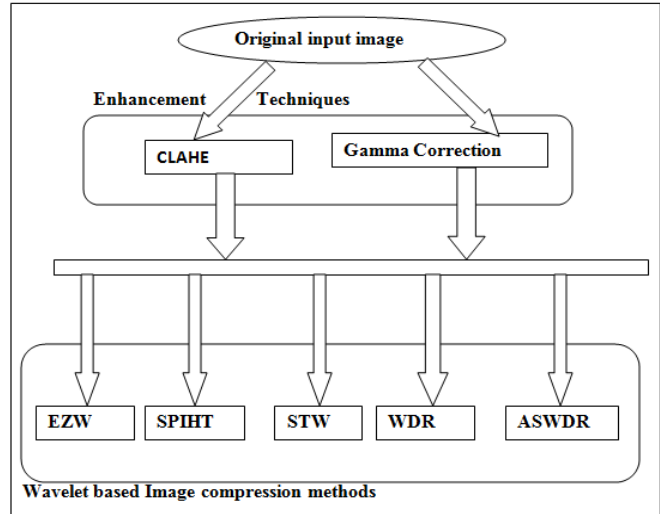 Original input image
Enhancement Techniques
CLAHE
Gamma Correction
EZW
SPIHT
STW
WDR
ASWDR
Wavelet based Image compression methods